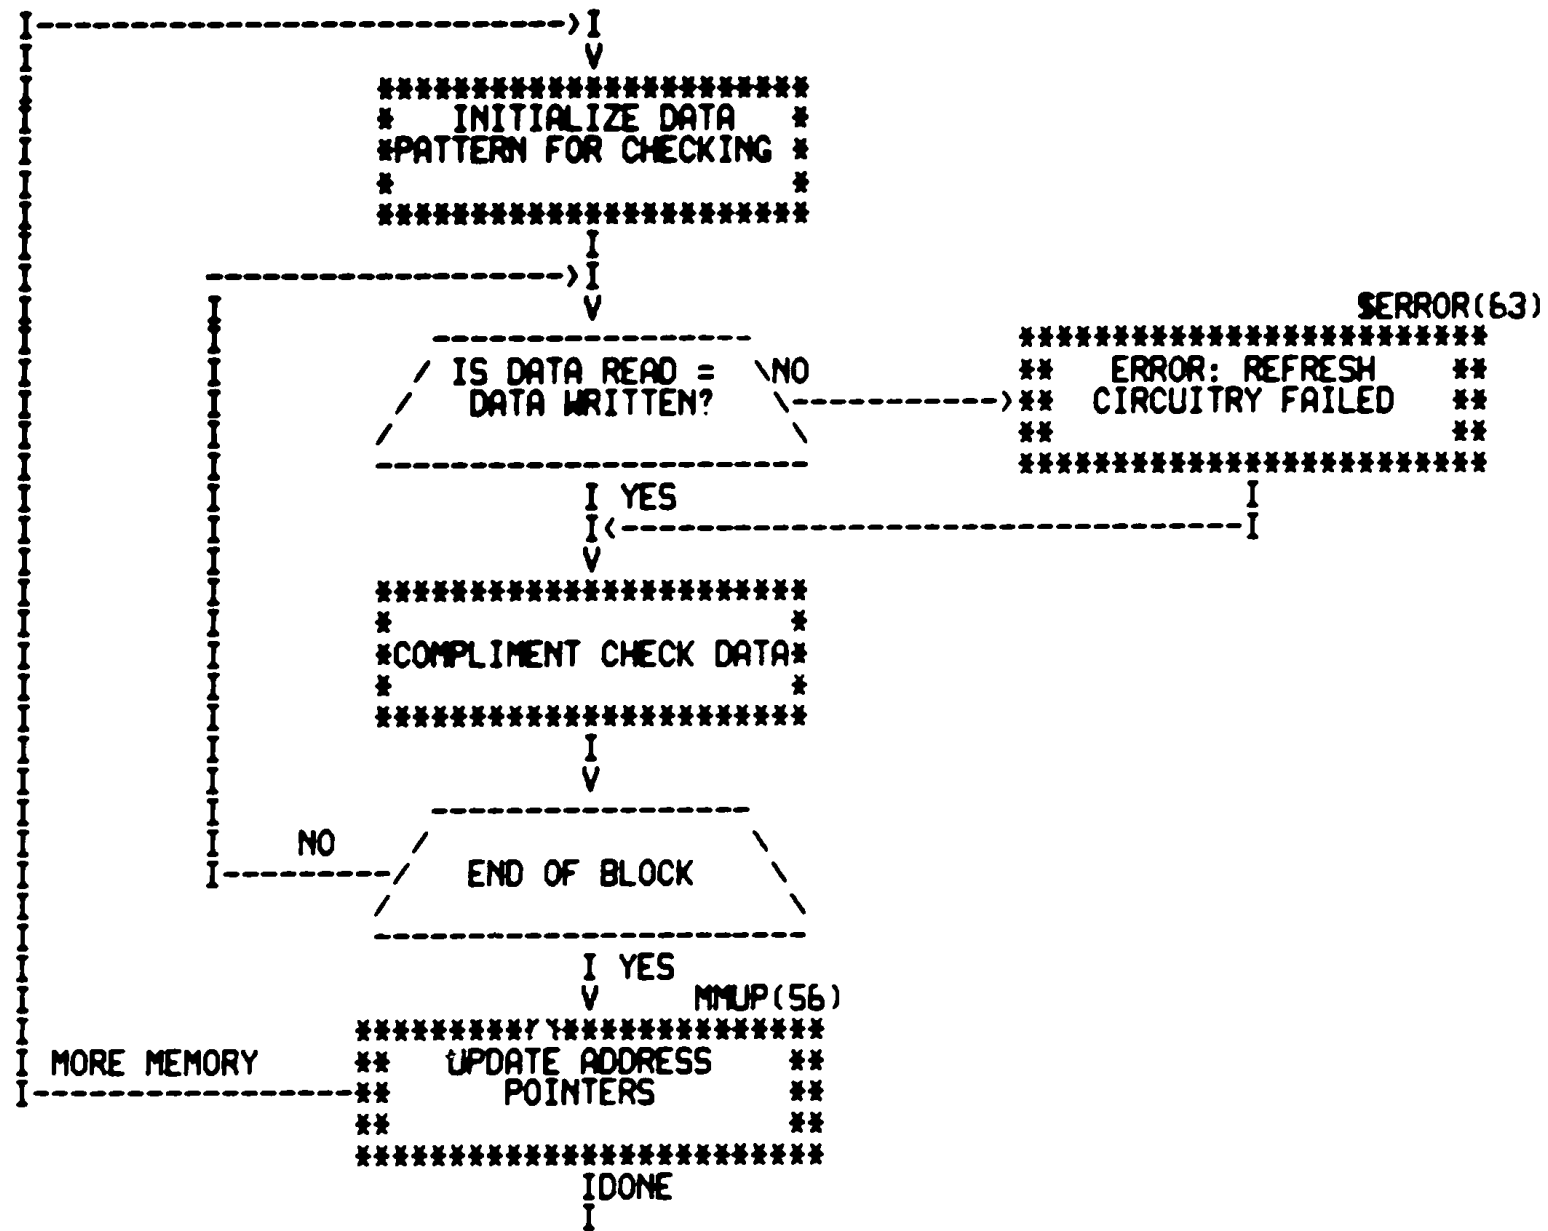 INITIALIZE DATA
PATTERN FOR CHECKING
$ERROR(63)
IS DATA READ =
DATA WRITTEN?
NO
ERROR: REFRESH
CIRCUITRY FAILED
YES
COMPLIMENT CHECK DATA
NO
END OF BLOCK
YES
MMUP(56)
MORE MEMORY
UPDATE ADDRESS
POINTERS
DONE